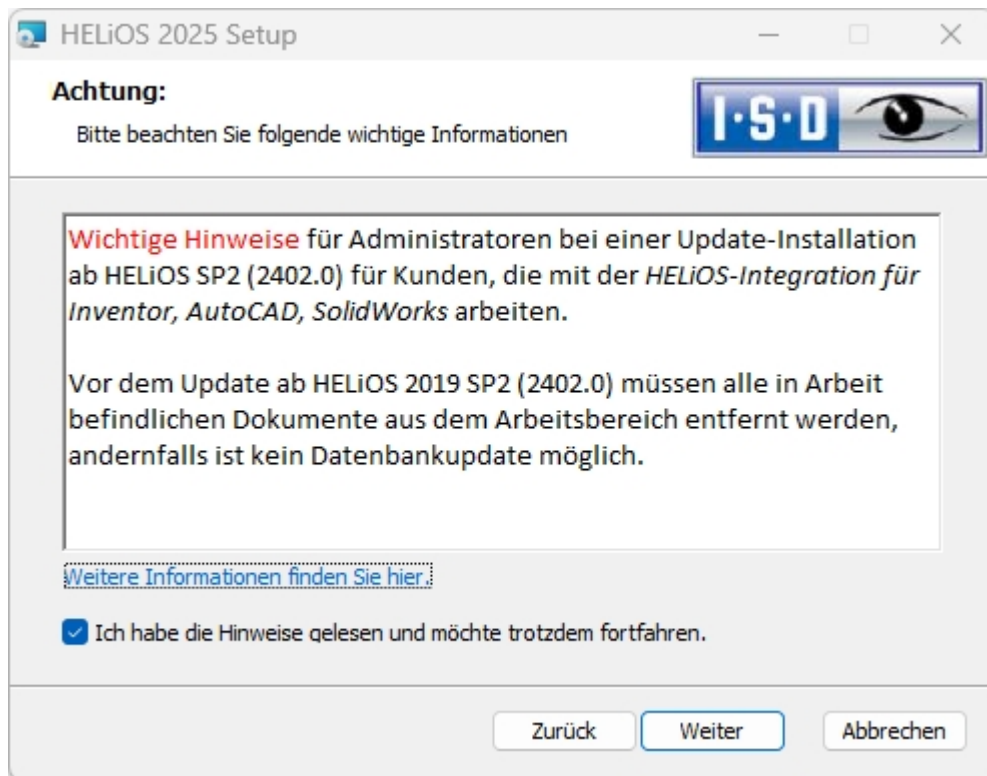 HELiOS 2025 Setup
Achtung:
Bitte beachten Sie folgende wichtige Informationen
I·S·D
Wichtige Hinweise für Administratoren bei einer Update-Installation
ab HELiOS SP2 (2402.0) für Kunden, die mit der HELiOS-Integration für
Inventor, AutoCAD, SolidWorks arbeiten.
Vor dem Update ab HELiOS 2019 SP2 (2402.0) müssen alle in Arbeit
befindlichen Dokumente aus dem Arbeitsbereich entfernt werden,
andernfalls ist kein Datenbankupdate möglich.
Weitere Informationen finden Sie hier.
Ich habe die Hinweise gelesen und möchte trotzdem fortfahren.
Zurück Weiter Abbrechen